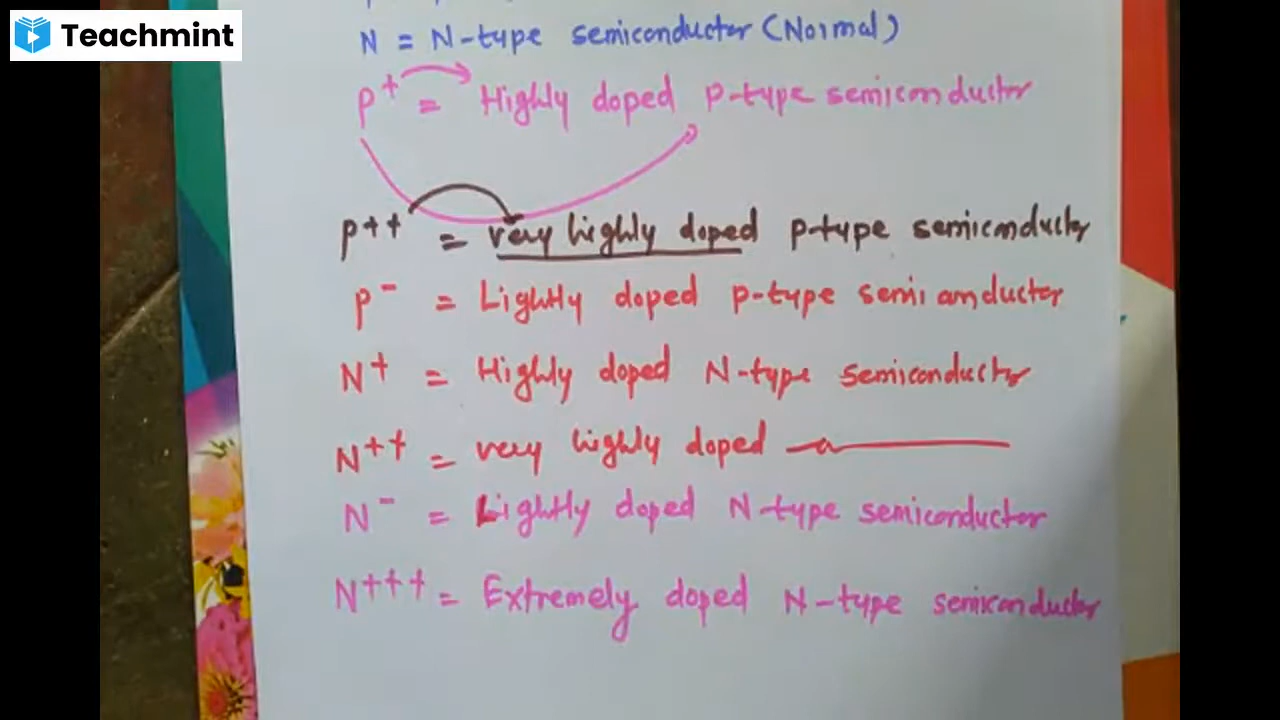 Teachmint
N = N-type semiconductor (Normal)
P+ = Highly doped P-type semiconductor
P++ = very highly doped P-type semiconductor
P- = Lightly doped P-type semiconductor
N+ = Highly doped N-type semiconductor
N++ = very highly doped
N- = Lightly doped N-type semiconductor
N+++ = Extremely doped N-type semiconductor